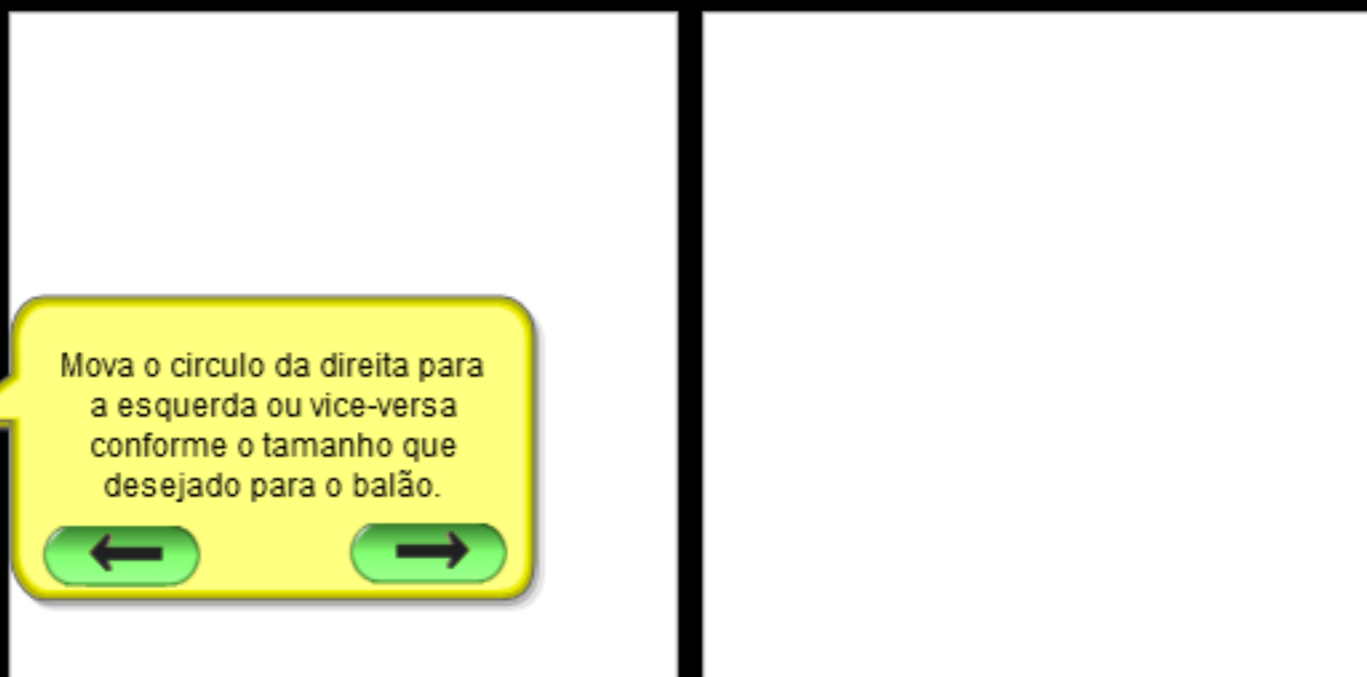 Mova o circulo da direita para
a esquerda ou vice-versa
conforme o tamanho que
desejado para o balão.